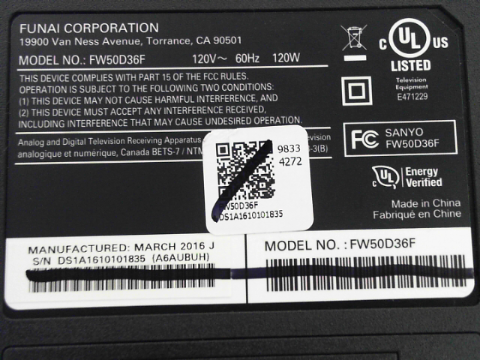 FUNAI CORPORATION
19900 Van Ness Avenue, Torrance, CA 90501
MODEL NO.: FW50D36F 120V~ 60Hz 120W
THIS DEVICE COMPLIES WITH PART 15 OF THE FCC RULES.
OPERATION IS SUBJECT TO THE FOLLOWING TWO CONDITIONS:
(1) THIS DEVICE MAY NOT CAUSE HARMFUL INTERFERENCE, AND
(2) THIS DEVICE MUST ACCEPT ANY INTERFERENCE RECEIVED,
INCLUDING INTERFERENCE THAT MAY CAUSE UNDESIRED OPERATION.
Analog and Digital Television Receiving Apparatus
analogique et numérique, Canada BETS-7 / NTM
-3(B)
9833
4272
FW50D36F
DS1A1610101835
C UL US
LISTED
Television
Equipment
E471229
FC SANYO
FW50D36F
C UL Energy
Verified
Made in China
Fabriqué en Chine
MANUFACTURED: MARCH 2016 J
S/N DS1A1610101835 (A6AUBUH)
MODEL NO.: FW50D36F